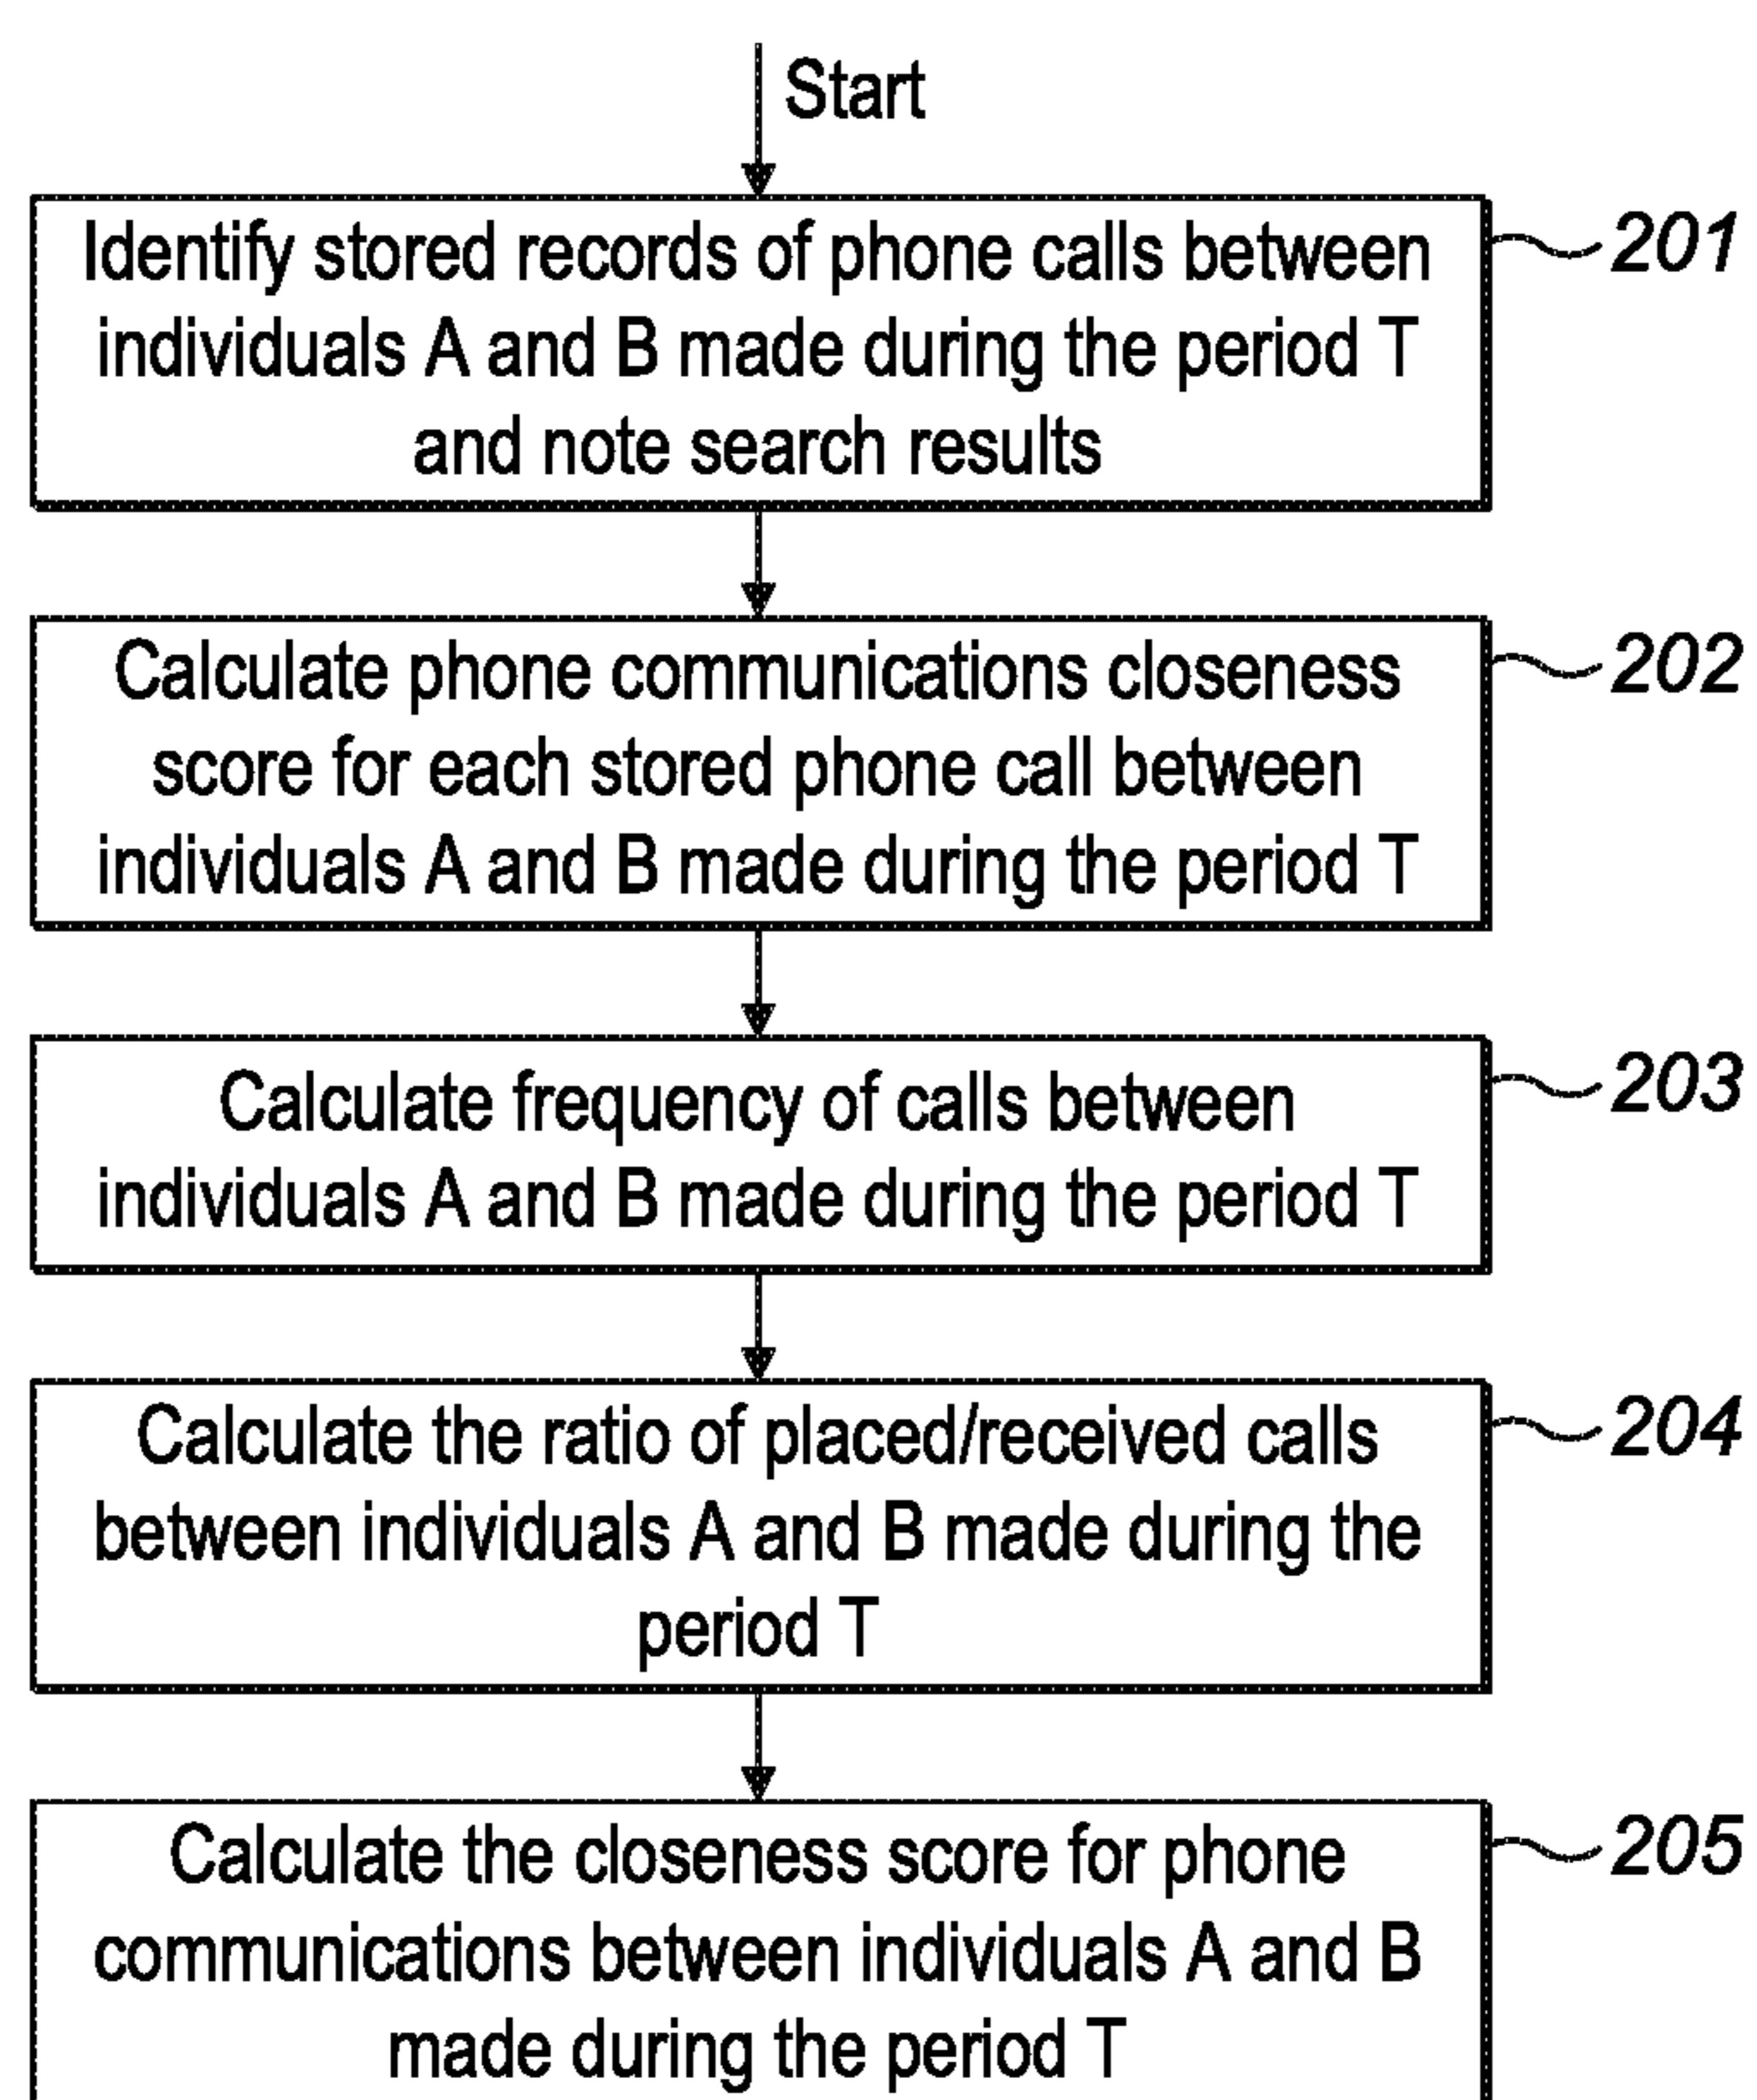 Start
Identify stored records of phone calls between
individuals A and B made during the period T
and note search results
201
Calculate phone communications closeness
score for each stored phone call between
individuals A and B made during the period T
202
Calculate frequency of calls between
individuals A and B made during the period T
203
Calculate the ratio of placed/received calls
between individuals A and B made during the
period T
204
Calculate the closeness score for phone
communications between individuals A and B
made during the period T
205